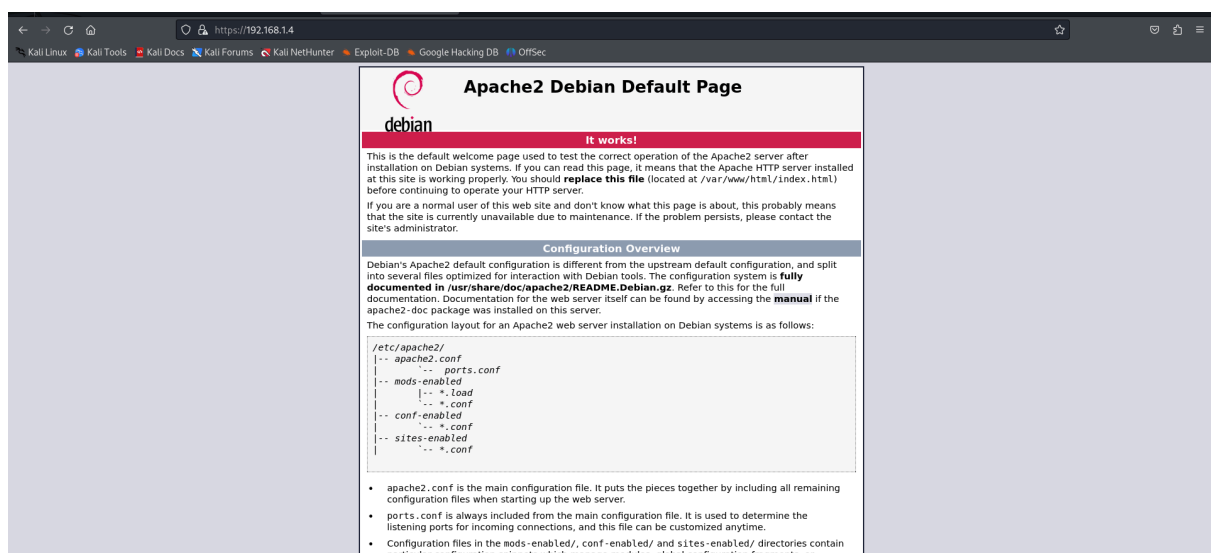 https://192.168.1.4
Kali Linux Kali Tools Kali Docs Kali Forums Kali NetHunter Exploit-DB Google Hacking DB OffSec
Apache2 Debian Default Page
debian
It works!
This is the default welcome page used to test the correct operation of the Apache2 server after
installation on Debian systems. If you can read this page, it means that the Apache HTTP server installed
at this site is working properly. You should replace this file (located at /var/www/html/index.html)
before continuing to operate your HTTP server.
If you are a normal user of this web site and don't know what this page is about, this probably means
that the site is currently unavailable due to maintenance. If the problem persists, please contact the
site's administrator.
Configuration Overview
Debian's Apache2 default configuration is different from the upstream default configuration, and split
into several files optimized for interaction with Debian tools. The configuration system is fully
documented in /usr/share/doc/apache2/README.Debian.gz. Refer to this for the full
documentation. Documentation for the web server itself can be found by accessing the manual if the
apache2-doc package was installed on this server.
The configuration layout for an Apache2 web server installation on Debian systems is as follows:
/etc/apache2/
|-- apache2.conf
|       `--  ports.conf
|-- mods-enabled
|       |-- *.load
|       `-- *.conf
|-- conf-enabled
|       `-- *.conf
|-- sites-enabled
|       `-- *.conf
• apache2.conf is the main configuration file. It puts the pieces together by including all remaining
configuration files when starting up the web server.
• ports.conf is always included from the main configuration file. It is used to determine the
listening ports for incoming connections, and this file can be customized anytime.
• Configuration files in the mods-enabled/, conf-enabled/ and sites-enabled/ directories contain